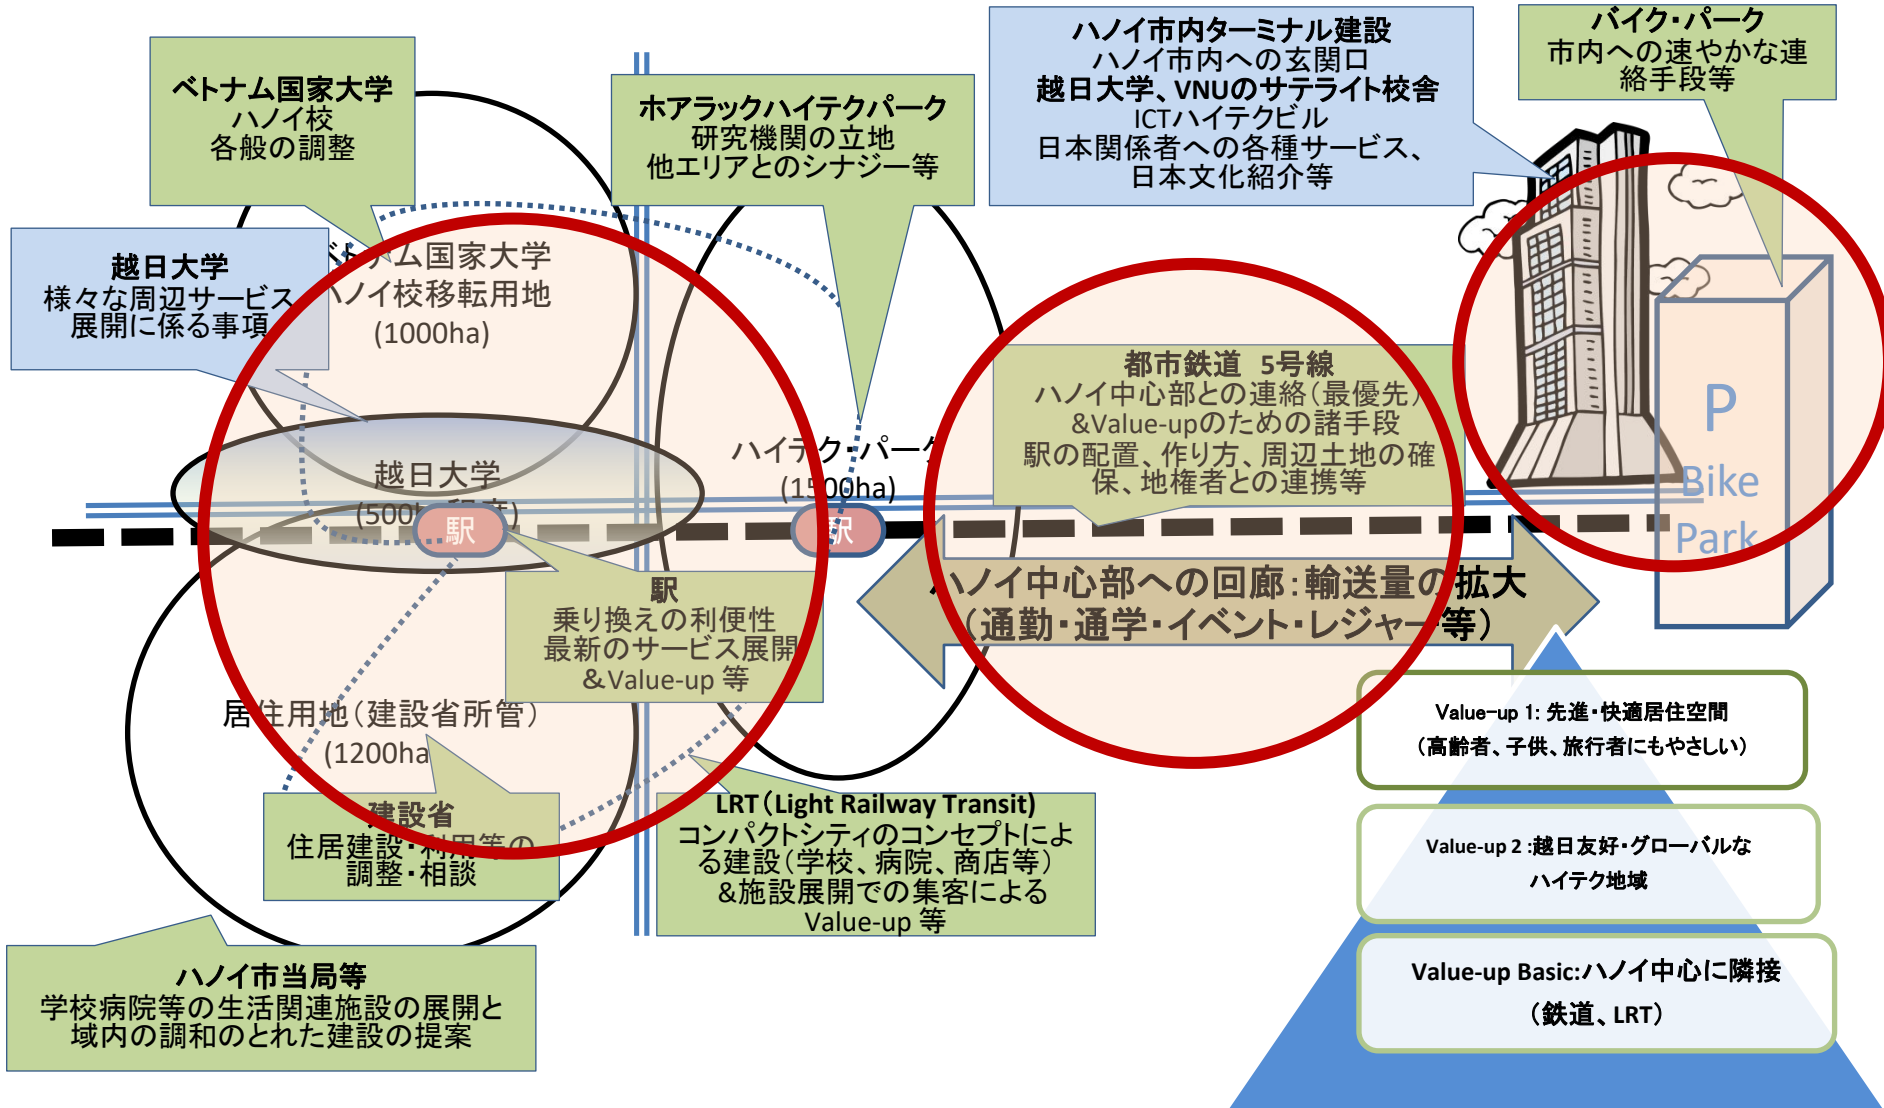 ベトナム国家大学
ハノイ校
各般の調整
ホアラックハイテクパーク
研究機関の立地
他エリアとのシナジー等
ハノイ市内ターミナル建設
ハノイ市内への玄関口
越日大学、VNUのサテライト校舎
ICTハイテクビル
日本関係者への各種サービス、
日本文化紹介等
バイク・パーク
市内への速やかな連
絡手段等
越日大学
様々な周辺サービス
展開に係る事項
ナム国家大学
ハノイ校移転用地
(1000ha)
越日大学
(500
駅
ハイテク・パーク
(1500ha)
駅
都市鉄道 5号線
ハノイ中心部との連絡(最優先)
&Value-upのための諸手段
駅の配置、作り方、周辺土地の確
保、地権者との連携等
P
Bike
Park
ハノイ中心部への回廊:輸送量の拡大
(通勤・通学・イベント・レジャー等)
駅
乗り換えの利便性
最新のサービス展開
&Value-up 等
居住用地(建設省所管)
(1200ha
建設省
住居建設・利用等の
調整・相談
LRT(Light Railway Transit)
コンパクトシティのコンセプトによ
る建設(学校、病院、商店等)
&施設展開での集客による
Value-up 等
ハノイ市当局等
学校病院等の生活関連施設の展開と
域内の調和のとれた建設の提案
Value-up 1: 先進・快適居住空間
(高齢者、子供、旅行者にもやさしい)
Value-up 2 :越日友好・グローバルな
ハイテク地域
Value-up Basic:ハノイ中心に隣接
(鉄道、LRT)